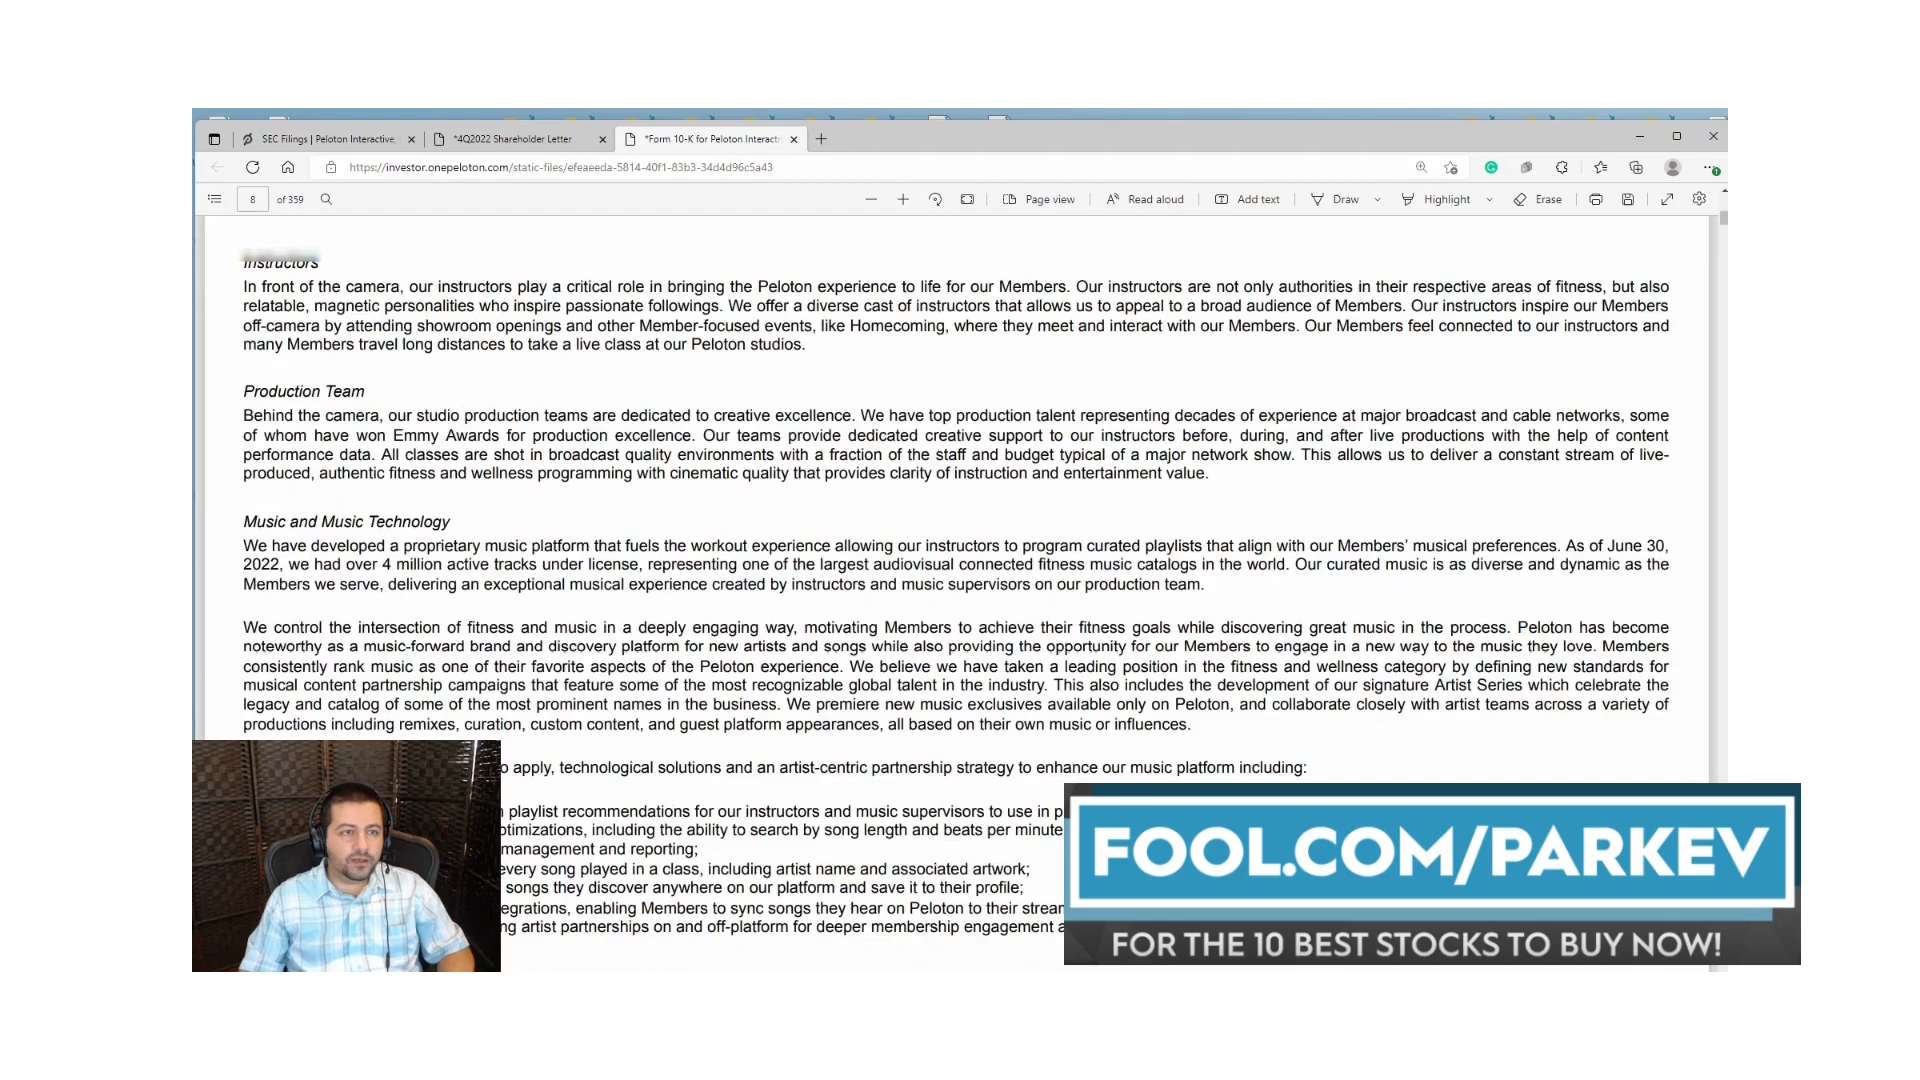 SEC Filings | Peloton Interactive,
*4Q2022 Shareholder Letter
*Form 10-K for Peloton Interacti
https://investor.onepeloton.com/static-files/efeaeeda-5814-40f1-83b3-34d4d96c5a43
8 of 359
Page view
Read aloud
Add text
Draw
Highlight
Erase
Instructors
In front of the camera, our instructors play a critical role in bringing the Peloton experience to life for our Members. Our instructors are not only authorities in their respective areas of fitness, but also
relatable, magnetic personalities who inspire passionate followings. We offer a diverse cast of instructors that allows us to appeal to a broad audience of Members. Our instructors inspire our Members
off-camera by attending showroom openings and other Member-focused events, like Homecoming, where they meet and interact with our Members. Our Members feel connected to our instructors and
many Members travel long distances to take a live class at our Peloton studios.
Production Team
Behind the camera, our studio production teams are dedicated to creative excellence. We have top production talent representing decades of experience at major broadcast and cable networks, some
of whom have won Emmy Awards for production excellence. Our teams provide dedicated creative support to our instructors before, during, and after live productions with the help of content
performance data. All classes are shot in broadcast quality environments with a fraction of the staff and budget typical of a major network show. This allows us to deliver a constant stream of live-
produced, authentic fitness and wellness programming with cinematic quality that provides clarity of instruction and entertainment value.
Music and Music Technology
We have developed a proprietary music platform that fuels the workout experience allowing our instructors to program curated playlists that align with our Members’ musical preferences. As of June 30,
2022, we had over 4 million active tracks under license, representing one of the largest audiovisual connected fitness music catalogs in the world. Our curated music is as diverse and dynamic as the
Members we serve, delivering an exceptional musical experience created by instructors and music supervisors on our production team.
We control the intersection of fitness and music in a deeply engaging way, motivating Members to achieve their fitness goals while discovering great music in the process. Peloton has become
noteworthy as a music-forward brand and discovery platform for new artists and songs while also providing the opportunity for our Members to engage in a new way to the music they love. Members
consistently rank music as one of their favorite aspects of the Peloton experience. We believe we have taken a leading position in the fitness and wellness category by defining new standards for
musical content partnership campaigns that feature some of the most recognizable global talent in the industry. This also includes the development of our signature Artist Series which celebrate the
legacy and catalog of some of the most prominent names in the business. We premiere new music exclusives available only on Peloton, and collaborate closely with artist teams across a variety of
productions including remixes, curation, custom content, and guest platform appearances, all based on their own music or influences.
o apply, technological solutions and an artist-centric partnership strategy to enhance our music platform including:
playlist recommendations for our instructors and music supervisors to use in p
otimizations, including the ability to search by song length and beats per minute
management and reporting;
every song played in a class, including artist name and associated artwork;
songs they discover anywhere on our platform and save it to their profile;
egrations, enabling Members to sync songs they hear on Peloton to their stream
ng artist partnerships on and off-platform for deeper membership engagement a
FOOL.COM/PARKEV
FOR THE 10 BEST STOCKS TO BUY NOW!